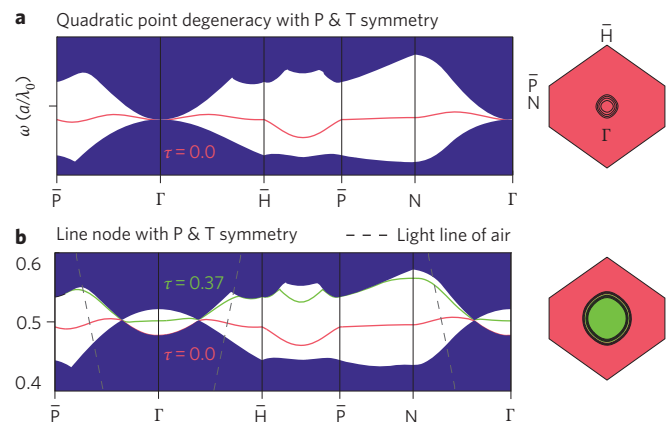 a Quadratic point degeneracy with P & T symmetry
ω (a/λ₀)
τ = 0.0
P̄ Γ H̄ P̄ N Γ
H̄
P̄
N
Γ
b Line node with P & T symmetry --- Light line of air
0.6
0.5
0.4
τ = 0.37
τ = 0.0
P̄ Γ H̄ P̄ N Γ